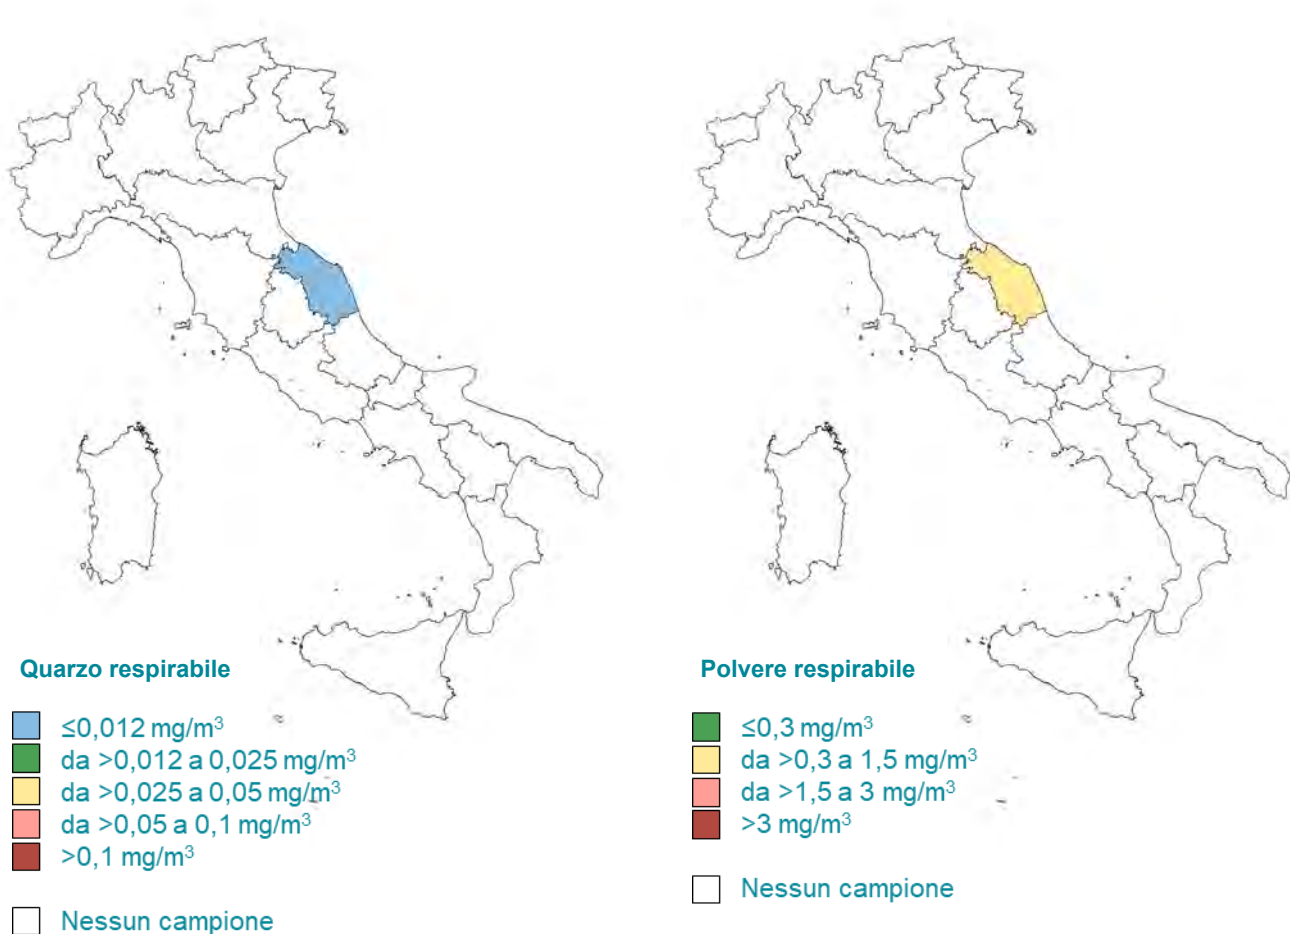 Quarzo respirabile
≤0,012 mg/m³
da >0,012 a 0,025 mg/m³
da >0,025 a 0,05 mg/m³
da >0,05 a 0,1 mg/m³
>0,1 mg/m³
Nessun campione
Polvere respirabile
≤0,3 mg/m³
da >0,3 a 1,5 mg/m³
da >1,5 a 3 mg/m³
>3 mg/m³
Nessun campione